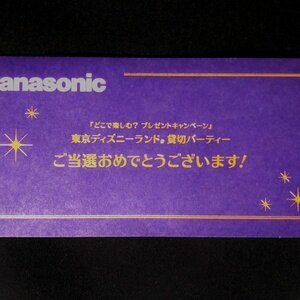 anasonic
『どこで楽しむ？プレゼントキャンペーン』
東京ディズニーランド® 貸切パーティー
ご当選おめでとうございます！